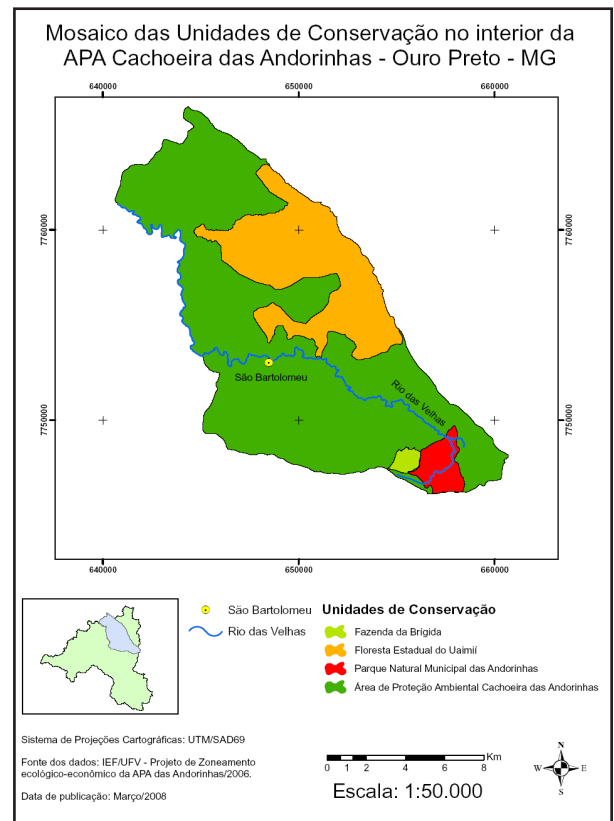 Mosaico das Unidades de Conservação no interior da
APA Cachoeira das Andorinhas - Ouro Preto - MG
640000 650000 660000
7760000 7760000
São Bartolomeu
Rio das Velhas
7750000 7750000
640000 650000 660000
São Bartolomeu
Rio das Velhas
Unidades de Conservação
Fazenda da Brígida
Floresta Estadual do Uaimií
Parque Natural Municipal das Andorinhas
Área de Proteção Ambiental Cachoeira das Andorinhas
Sistema de Projeções Cartográficas: UTM/SAD69
Fonte dos dados: IEF/UFV - Projeto de Zoneamento
ecológico-econômico da APA das Andorinhas/2006.
Data de publicação: Março/2008
Km
0 1 2 4 6 8
Escala: 1:50.000
N
W E
S